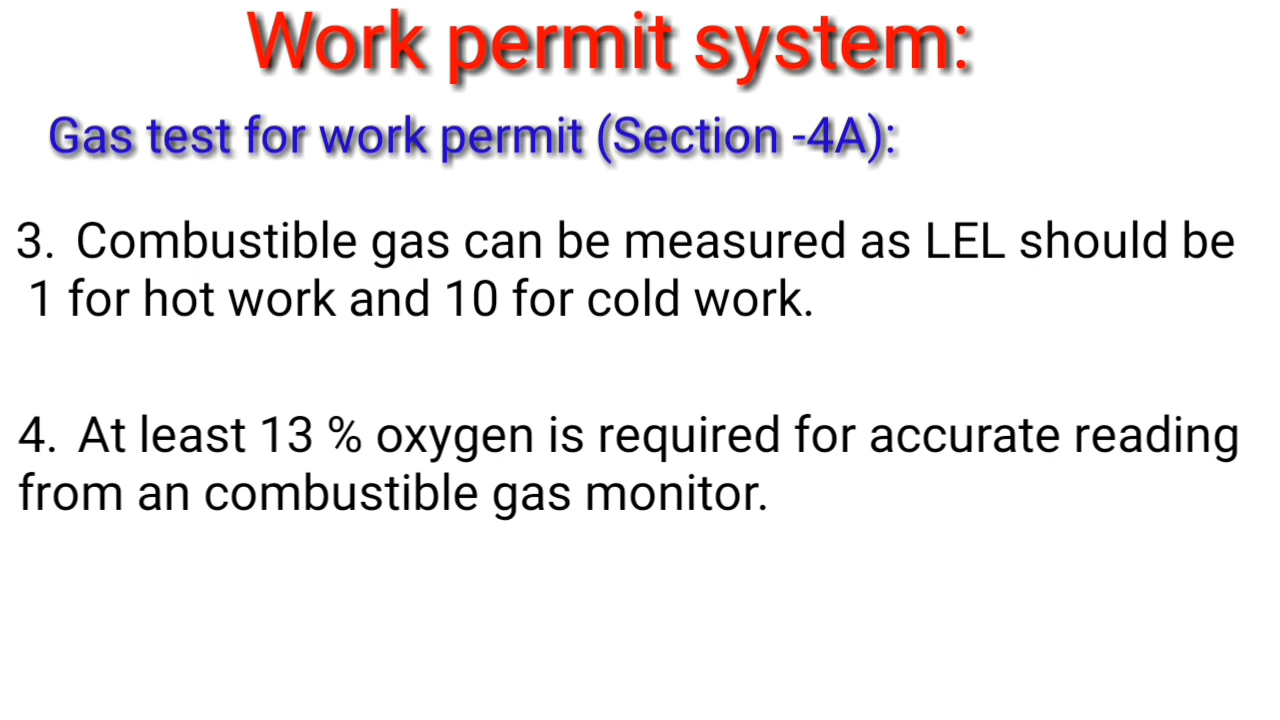 Work permit system:
Gas test for work permit (Section -4A):
3. Combustible gas can be measured as LEL should be
1 for hot work and 10 for cold work.
4. At least 13 % oxygen is required for accurate reading
from an combustible gas monitor.